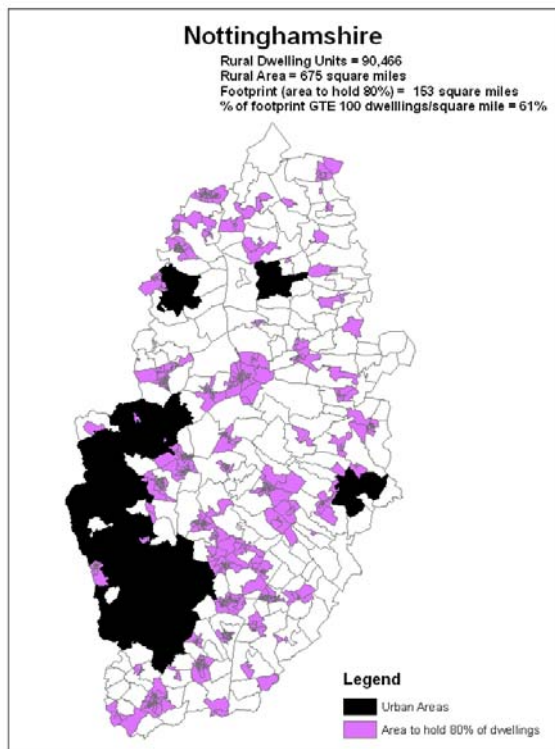 Nottinghamshire
Rural Dwelling Units = 90,466
Rural Area = 675 square miles
Footprint (area to hold 80%) = 153 square miles
% of footprint GTE 100 dwelllings/square mile = 61%
Legend
Urban Areas
Area to hold 80% of dwellings